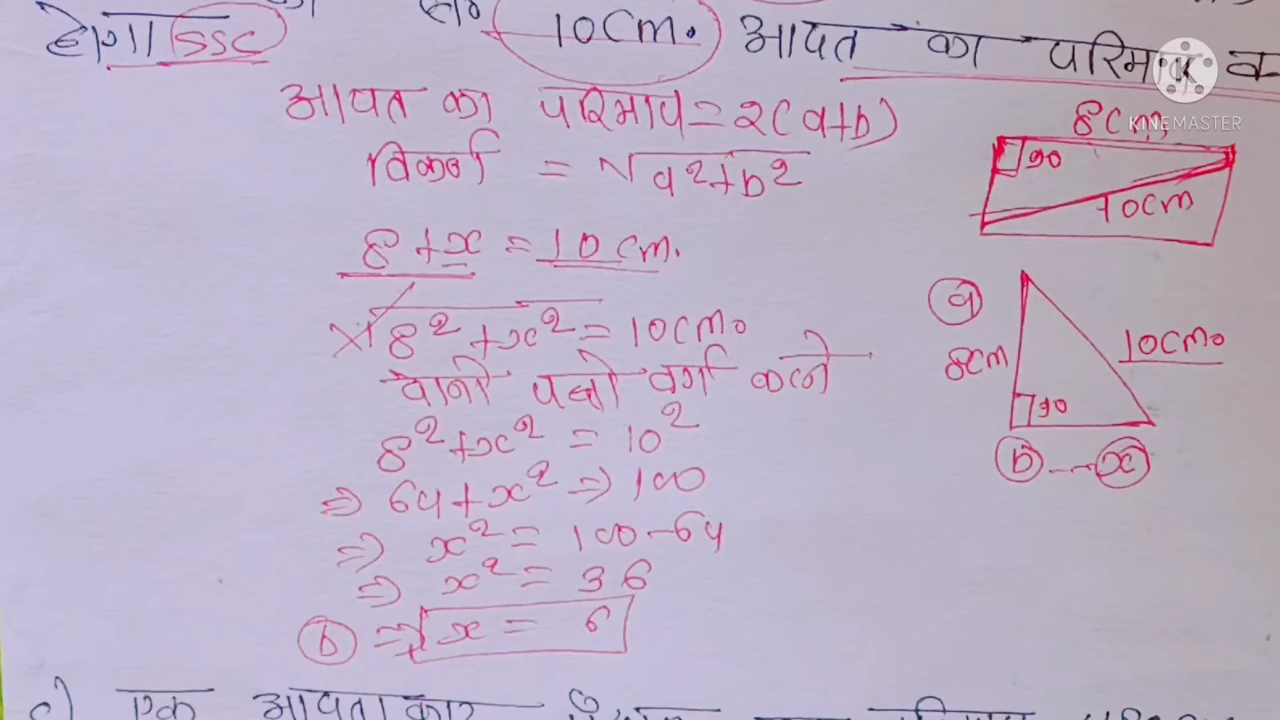 होगा SSC
10cm. आयत का परिमाप
आयत का परिमाप = 2(a+b)
विकर्ण = √a²+b²
8+x = 10 cm.
√8²+x² = 10cm.
दोनो पक्षो वर्ग करने
8²+x² = 10²
⇒ 64+x² ⇒ 100
⇒ x² = 100-64
⇒ x² = 36
b ⇒ x = 6
8cm
90
10cm
a
8cm
10cm.
90
b --- x
K
KINEMASTER
एक आयताकार